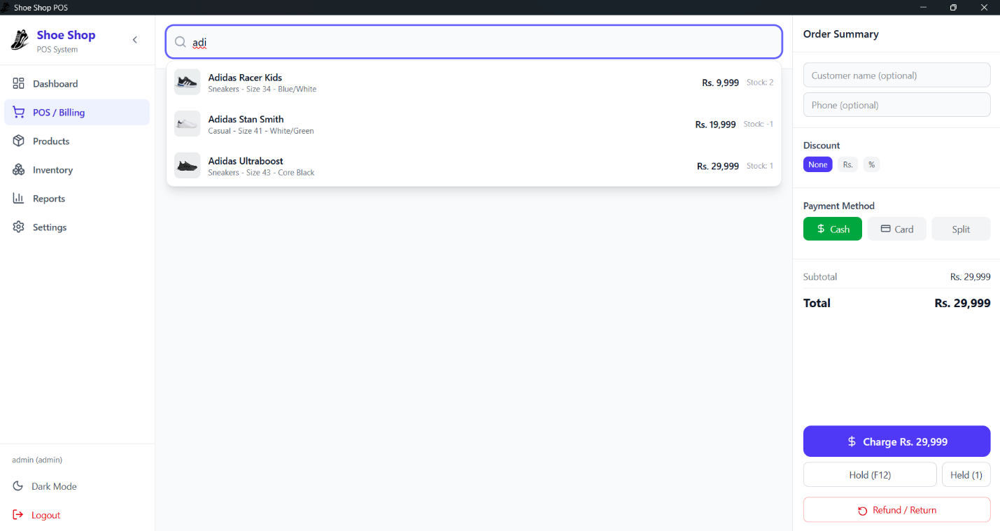 Shoe Shop POS
Shoe Shop
POS System
Dashboard
POS / Billing
Products
Inventory
Reports
Settings
admin (admin)
Dark Mode
Logout
adi
Adidas Racer Kids
Sneakers - Size 34 - Blue/White
Rs. 9,999 Stock: 2
Adidas Stan Smith
Casual - Size 41 - White/Green
Rs. 19,999 Stock: -1
Adidas Ultraboost
Sneakers - Size 43 - Core Black
Rs. 29,999 Stock: 1
Order Summary
Customer name (optional)
Phone (optional)
Discount
None Rs. %
Payment Method
$ Cash Card Split
Subtotal Rs. 29,999
Total Rs. 29,999
$ Charge Rs. 29,999
Hold (F12) Held (1)
Refund / Return